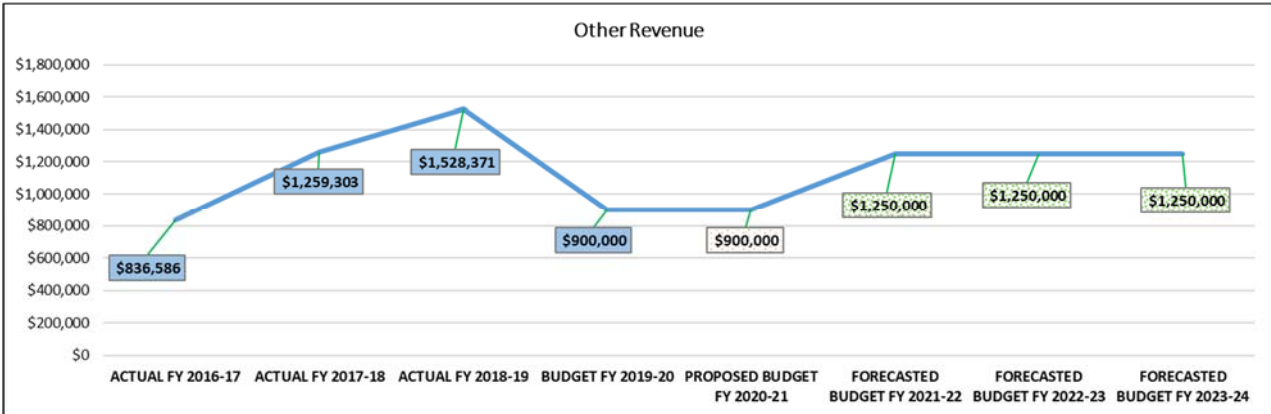 Other Revenue
$1,800,000
$1,600,000
$1,400,000
$1,200,000
$1,000,000
$800,000
$600,000
$400,000
$200,000
$0
$836,586
$1,259,303
$1,528,371
$900,000
$900,000
$1,250,000
$1,250,000
$1,250,000
ACTUAL FY 2016-17
ACTUAL FY 2017-18
ACTUAL FY 2018-19
BUDGET FY 2019-20
PROPOSED BUDGET
FY 2020-21
FORECASTED
BUDGET FY 2021-22
FORECASTED
BUDGET FY 2022-23
FORECASTED
BUDGET FY 2023-24